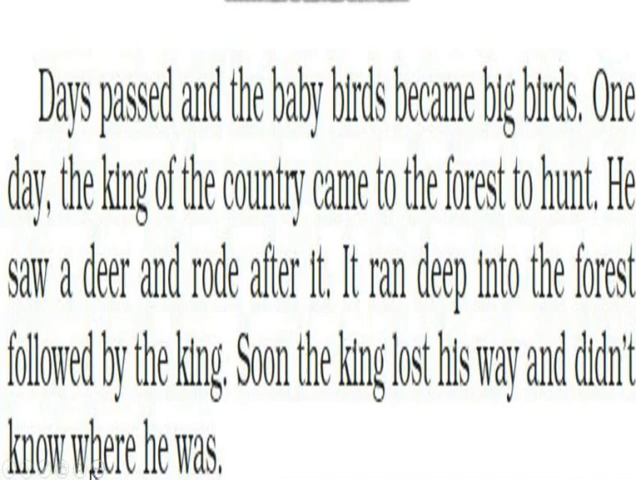 Days passed and the baby birds became big birds. One
day, the king of the country came to the forest to hunt. He
saw a deer and rode after it. It ran deep into the forest
followed by the king. Soon the king lost his way and didn't
know where he was.